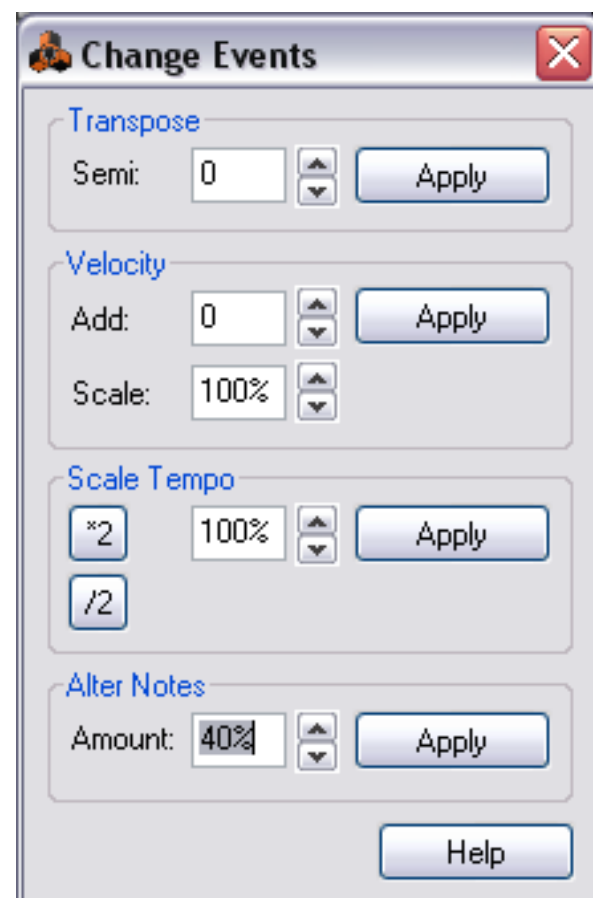 Change Events
Transpose
Semi: 0 Apply
Velocity
Add: 0 Apply
Scale: 100%
Scale Tempo
*2 100% Apply
/2
Alter Notes
Amount: 40% Apply
Help